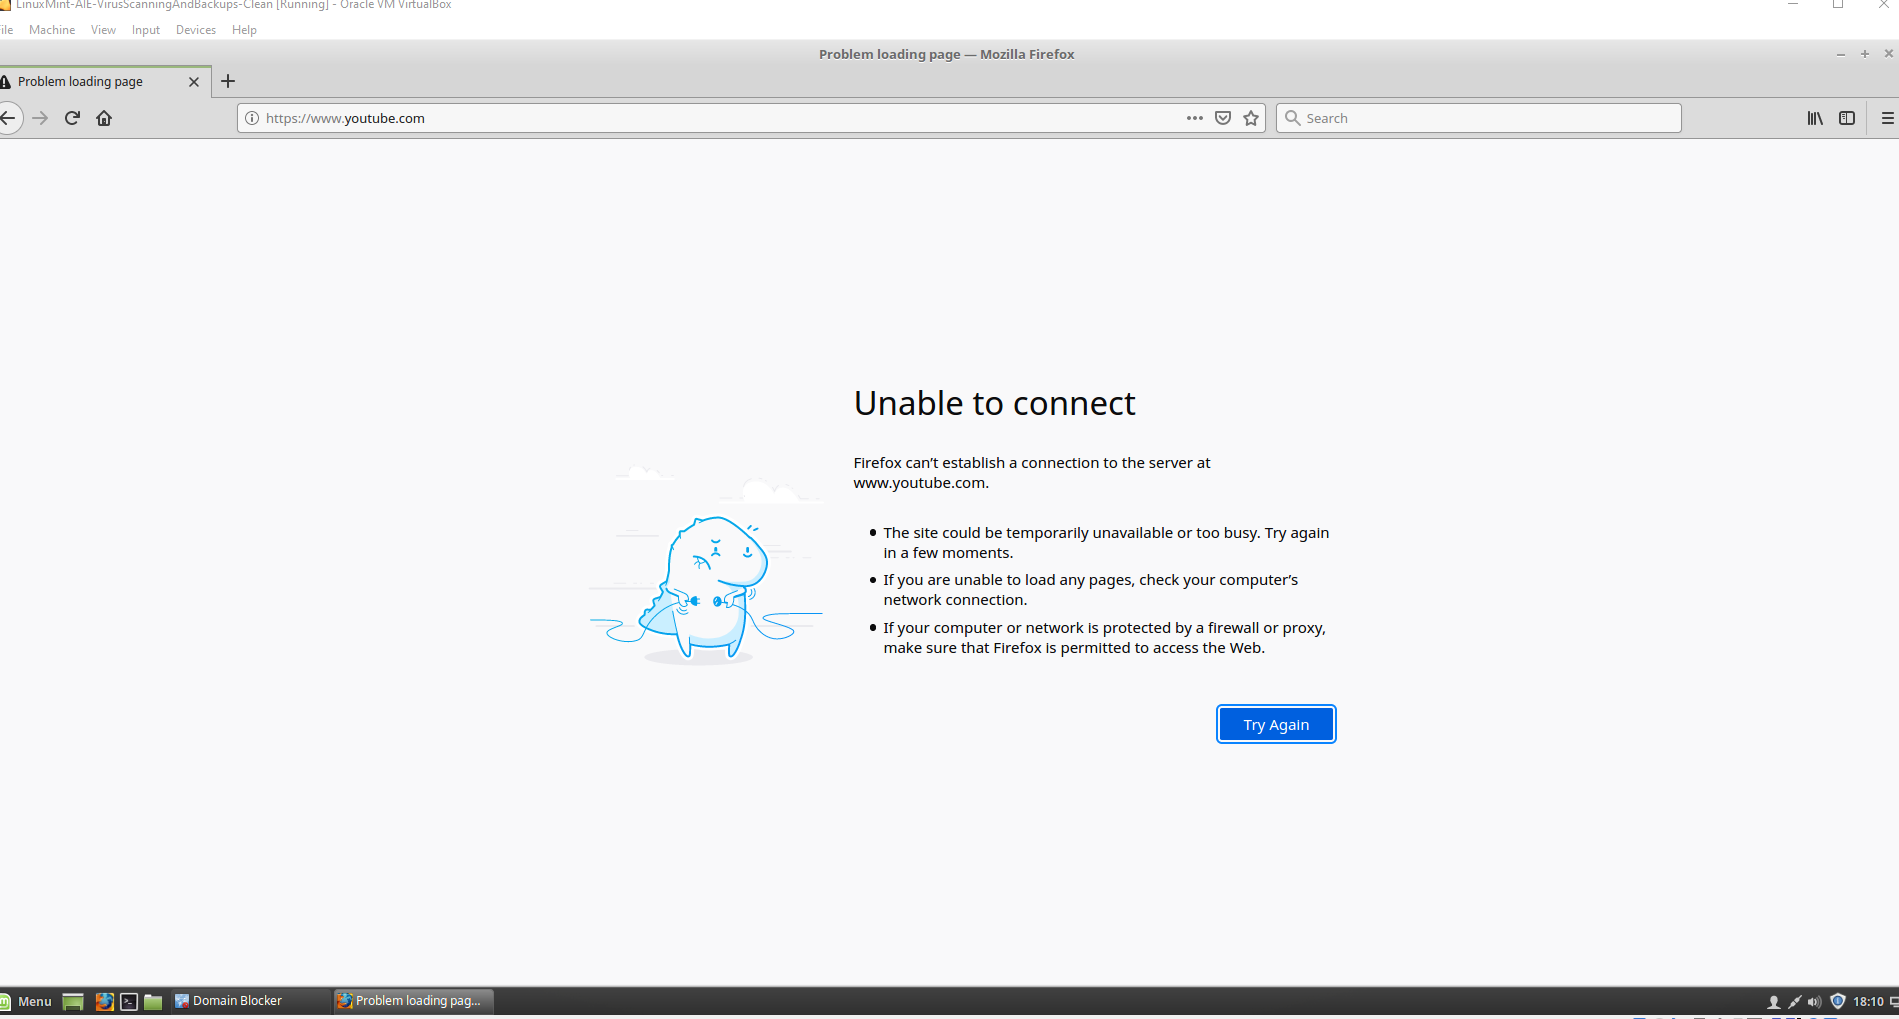 LinuxMint-AIE-VirusScanningAndBackups-Clean [Running] - Oracle VM VirtualBox
Machine View Input Devices Help
Problem loading page — Mozilla Firefox
Problem loading page
https://www.youtube.com
Search
Unable to connect
Firefox can’t establish a connection to the server at
www.youtube.com.
The site could be temporarily unavailable or too busy. Try again
in a few moments.
If you are unable to load any pages, check your computer’s
network connection.
If your computer or network is protected by a firewall or proxy,
make sure that Firefox is permitted to access the Web.
Try Again
Menu Domain Blocker Problem loading pag... 18:10